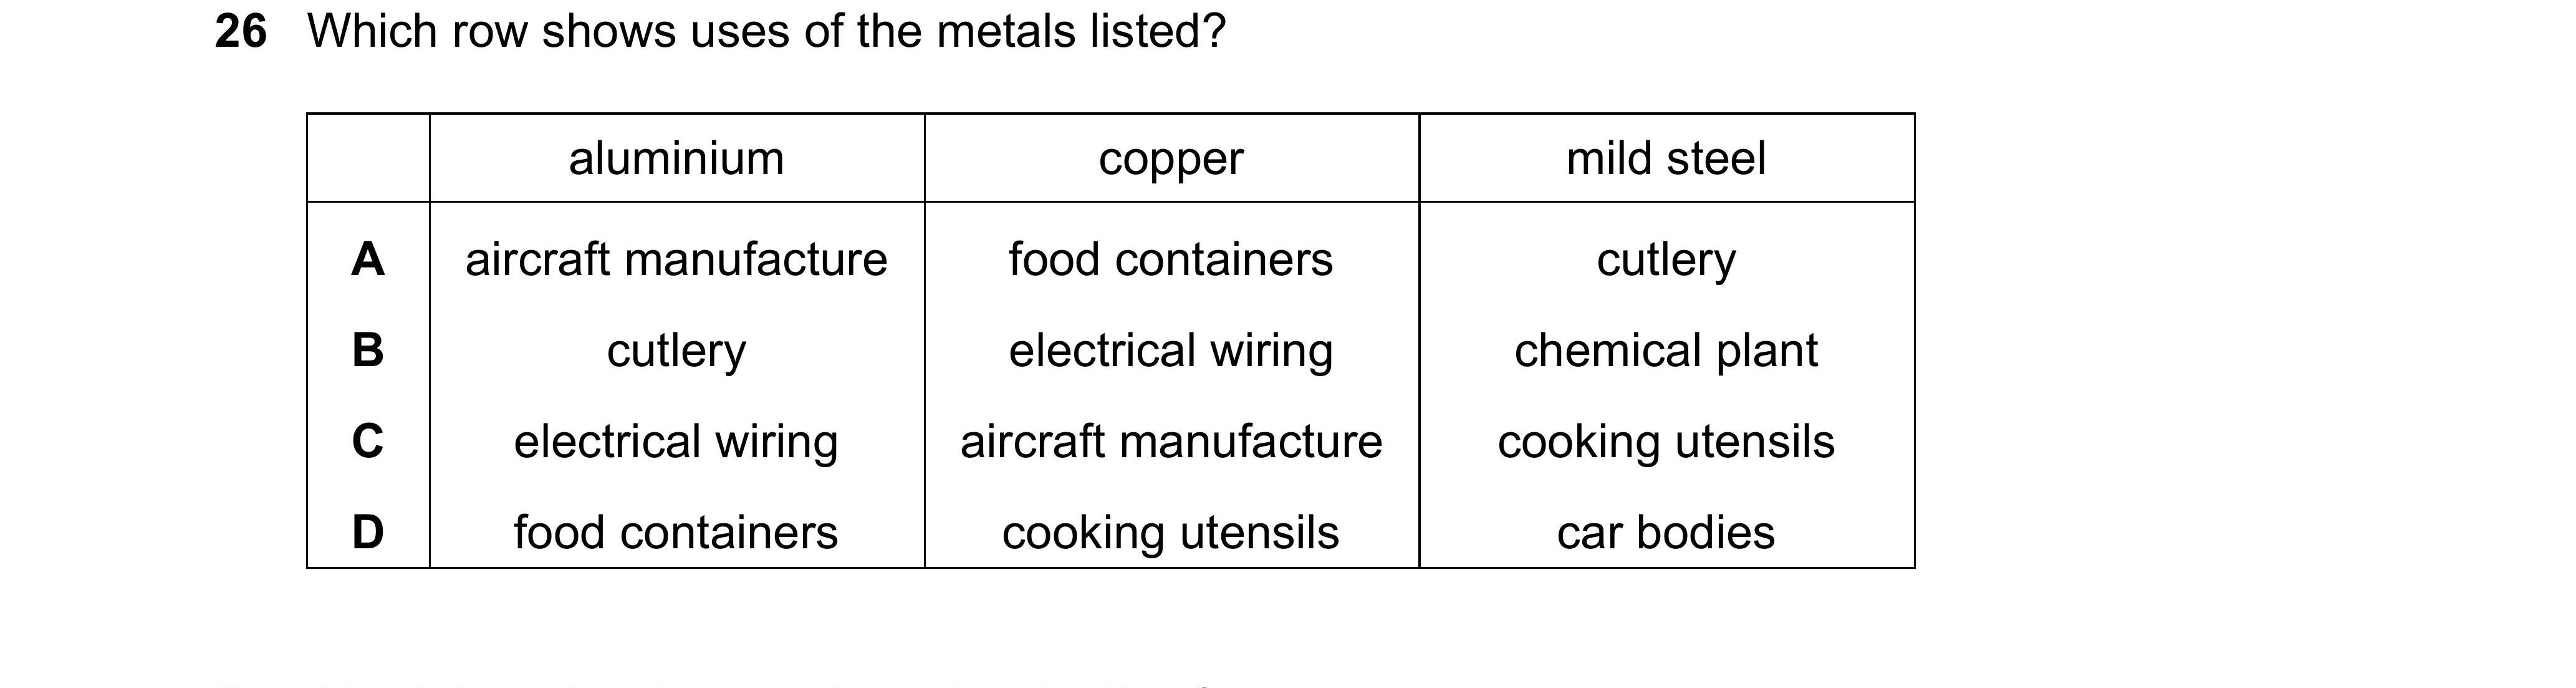 26 Which row shows uses of the metals listed?
aluminium copper mild steel
A aircraft manufacture food containers cutlery
B cutlery electrical wiring chemical plant
C electrical wiring aircraft manufacture cooking utensils
D food containers cooking utensils car bodies